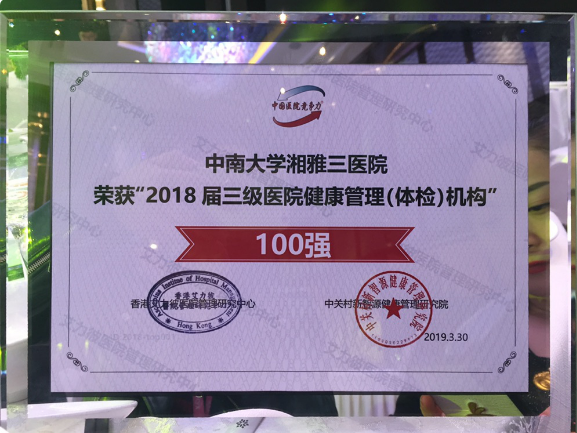 中国医院竞争力
中南大学湘雅三医院
荣获“2018 届三级医院健康管理(体检)机构”
100强
香港艾力彼医院管理研究中心
中关村新智源健康管理研究院
2019.3.30